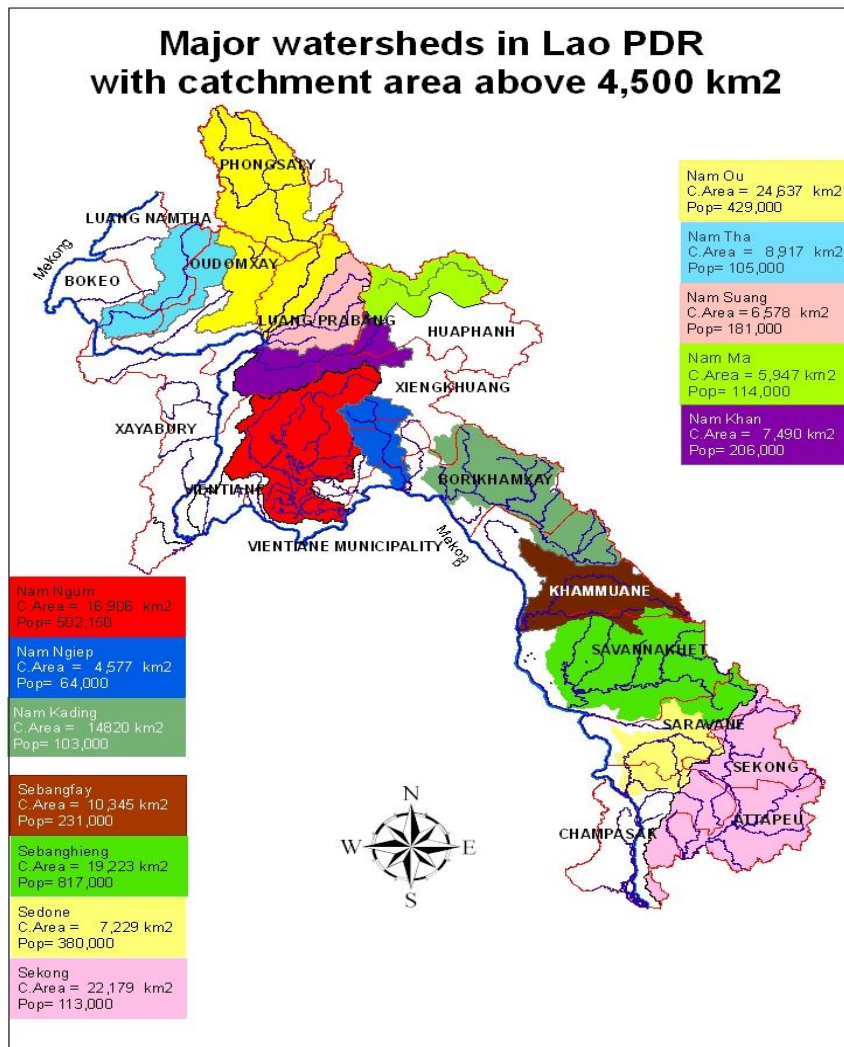 Major watersheds in Lao PDR
with catchment area above 4,500 km2
PHONGSALY
LUANG NAMTHA
Mekong
OUDOMXAY
BOKEO
LUANG PRABANG
HUAPHANH
XIENGKHUANG
XAYABURY
VIENTIANE
BORIKHAMXAY
VIENTIANE MUNICIPALITY
Mekong
KHAMMUANE
SAVANNAKHET
SARAVANE
SEKONG
CHAMPASAK
ATTAPEU
Nam Ou
C.Area = 24,637 km2
Pop= 429,000
Nam Tha
C.Area = 8,917 km2
Pop= 105,000
Nam Suang
C.Area = 6,578 km2
Pop= 181,000
Nam Ma
C.Area = 5,947 km2
Pop= 114,000
Nam Khan
C.Area = 7,490 km2
Pop= 206,000
Nam Ngum
C.Area = 16,906 km2
Pop= 502,150
Nam Ngiep
C.Area = 4,577 km2
Pop= 64,000
Nam Kading
C.Area = 14820 km2
Pop= 103,000
Sebangfay
C.Area = 10,345 km2
Pop= 231,000
Sebanghieng
C.Area = 19,223 km2
Pop= 817,000
Sedone
C.Area = 7,229 km2
Pop= 380,000
Sekong
C.Area = 22,179 km2
Pop= 113,000
N
W E
S